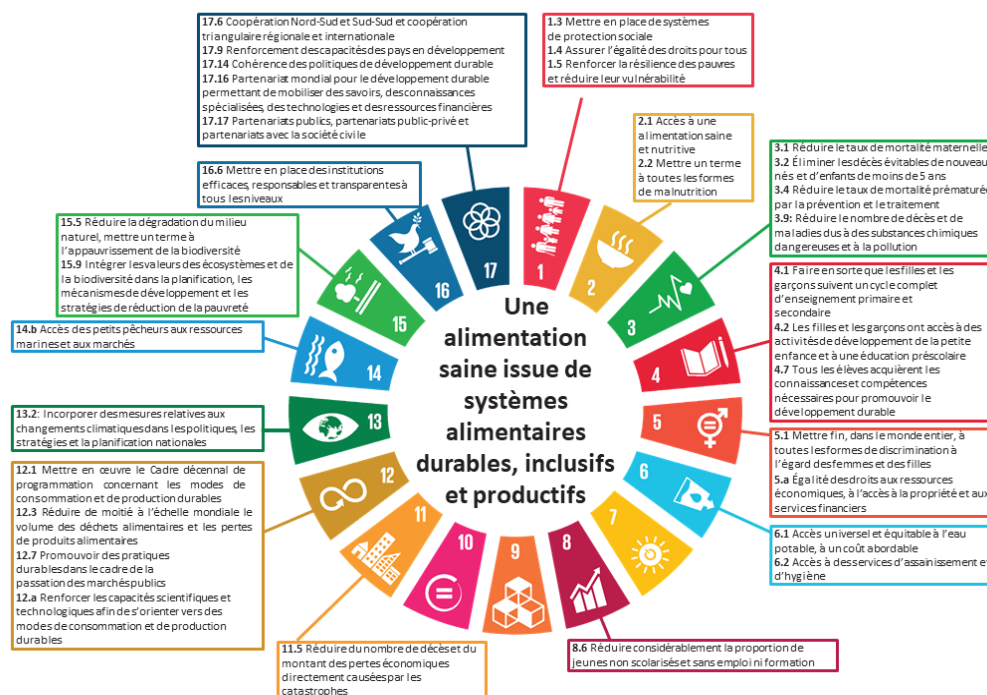 17.6 Coopération Nord-Sud et Sud-Sud et coopération
triangulaire régionale et internationale
17.9 Renforcement des capacités des pays en développement
17.14 Cohérence des politiques de développement durable
17.16 Partenariat mondial pour le développement durable
permettant de mobiliser des savoirs, des connaissances
spécialisées, des technologies et des ressources financières
17.17 Partenariats publics, partenariats public-privé et
partenariats avec la société civile
1.3 Mettre en place de systèmes
de protection sociale
1.4 Assurer l'égalité des droits pour tous
1.5 Renforcer la résilience des pauvres
et réduire leur vulnérabilité
2.1 Accès à une
alimentation saine
et nutritive
2.2 Mettre un terme
à toutes les formes
de malnutrition
3.1 Réduire le taux de mortalité maternelle
3.2 Éliminer les décès évitables de nouveau
nés et d'enfants de moins de 5 ans
3.4 Réduire le taux de mortalité prématurée
par la prévention et le traitement
3.9: Réduire le nombre de décès et de
maladies dus à des substances chimiques
dangereuses et à la pollution
16.6 Mettre en place des institutions
efficaces, responsables et transparentes à
tous les niveaux
15.5 Réduire la dégradation du milieu
naturel, mettre un terme à
l'appauvrissement de la biodiversité
15.9 Intégrer les valeurs des écosystèmes et de
la biodiversité dans la planification, les
mécanismes de développement et les
stratégies de réduction de la pauvreté
14.b Accès des petits pêcheurs aux ressources
marines et aux marchés
13.2: Incorporer des mesures relatives aux
changements climatiques dans les politiques, les
stratégies et la planification nationales
12.1 Mettre en œuvre le Cadre décennal de
programmation concernant les modes de
consommation et de production durables
12.3 Réduire de moitié à l'échelle mondiale le
volume des déchets alimentaires et les pertes
de produits alimentaires
12.7 Promouvoir des pratiques
durables dans le cadre de la
passation des marchés publics
12.a Renforcer les capacités scientifiques et
technologiques afin de s'orienter vers des
modes de consommation et de production
durables
4.1 Faire en sorte que les filles et les
garçons suivent un cycle complet
d'enseignement primaire et
secondaire
4.2 Les filles et les garçons ont accès à des
activités de développement de la petite
enfance et à une éducation préscolaire
4.7 Tous les élèves acquièrent les
connaissances et compétences
nécessaires pour promouvoir le
développement durable
5.1 Mettre fin, dans le monde entier, à
toutes les formes de discrimination à
l'égard des femmes et des filles
5.a Égalité des droits aux ressources
économiques, à l'accès à la propriété et aux
services financiers
6.1 Accès universel et équitable à l'eau
potable, à un coût abordable
6.2 Accès à des services d'assainissement et
d'hygiène
8.6 Réduire considérablement la proportion de
jeunes non scolarisés et sans emploi ni formation
11.5 Réduire du nombre de décès et du
montant des pertes économiques
directement causées par les
catastrophes
Une
alimentation
saine issue de
systèmes
alimentaires
durables, inclusifs
et productifs
1
2
3
4
5
6
7
8
9
10
11
12
13
14
15
16
17